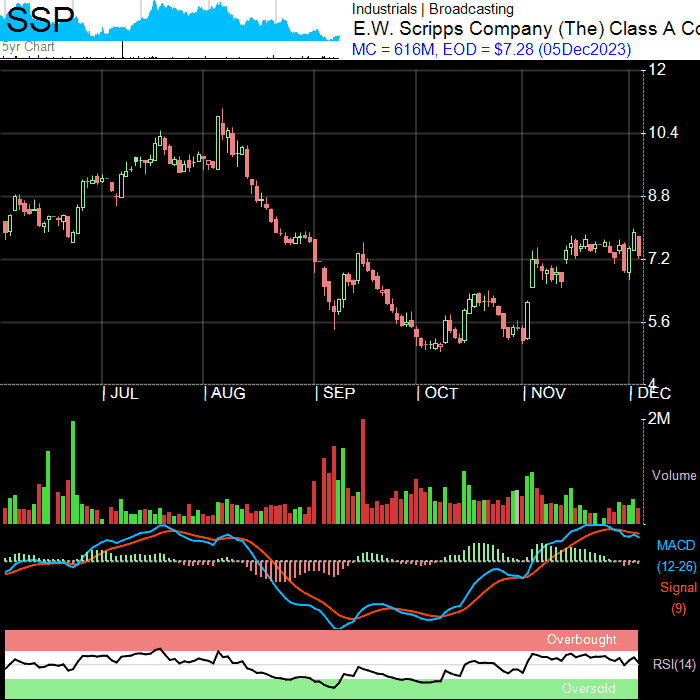 SSP
5yr Chart
Industrials | Broadcasting
E.W. Scripps Company (The) Class A Co
MC = 616M, EOD = $7.28 (05Dec2023)
12
10.4
8.8
7.2
5.6
4
JUL
AUG
SEP
OCT
NOV
DEC
2M
Volume
MACD
(12-26)
Signal
(9)
Overbought
RSI(14)
Oversold